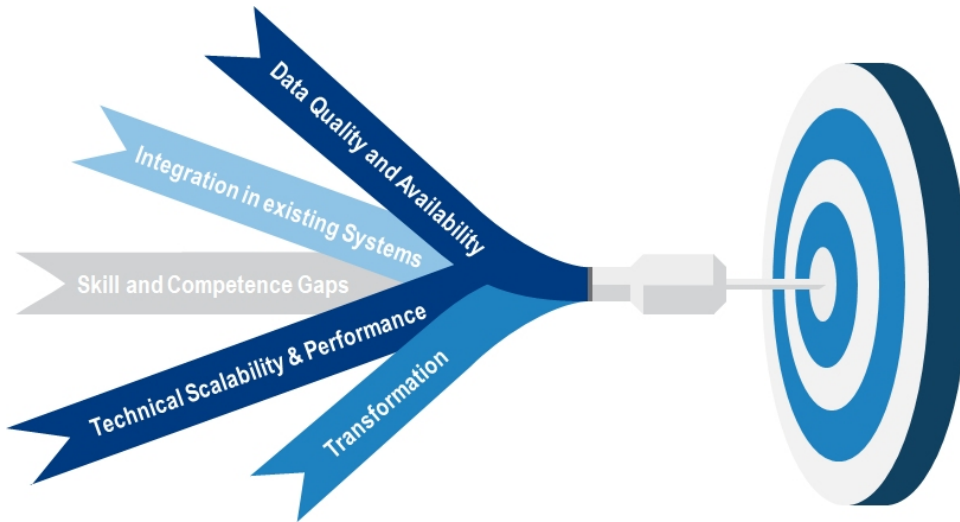 Data Quality and Availability
Integration in existing Systems
Skill and Competence Gaps
Technical Scalability & Performance
Transformation